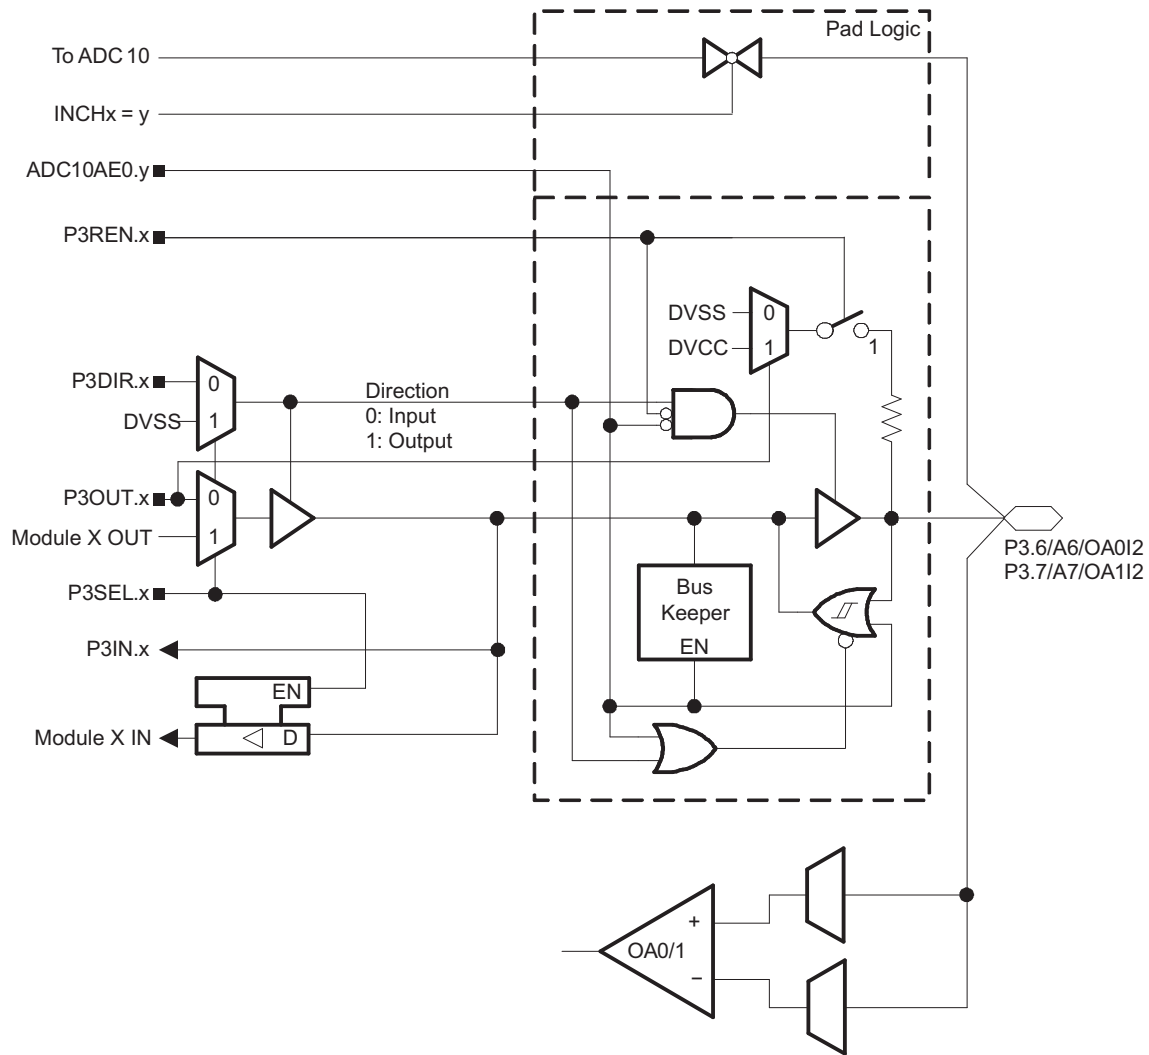 Pad Logic
To ADC 10
INCHx = y
ADC10AE0.y
P3REN.x
DVSS
0
DVCC
1
1
P3DIR.x
0
DVSS
1
Direction
0: Input
1: Output
P3OUT.x
0
Module X OUT
1
P3SEL.x
P3IN.x
EN
Module X IN
D
Bus
Keeper
EN
P3.6/A6/OA0I2
P3.7/A7/OA1I2
+
OA0/1
−